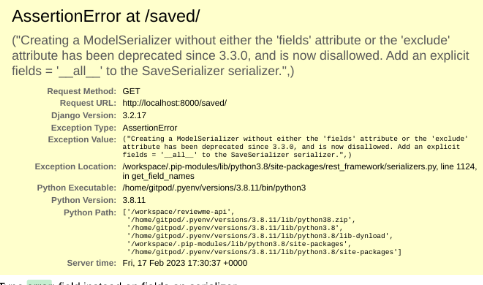 AssertionError at /saved/
("Creating a ModelSerializer without either the 'fields' attribute or the 'exclude'
attribute has been deprecated since 3.3.0, and is now disallowed. Add an explicit
fields = '__all__' to the SaveSerializer serializer.",)
Request Method: GET
Request URL: http://localhost:8000/saved/
Django Version: 3.2.17
Exception Type: AssertionError
Exception Value: ("Creating a ModelSerializer without either the 'fields' attribute or the 'exclude'
attribute has been deprecated since 3.3.0, and is now disallowed. Add an explicit
fields = '__all__' to the SaveSerializer serializer.",)
Exception Location: /workspace/.pip-modules/lib/python3.8/site-packages/rest_framework/serializers.py, line 1124,
in get_field_names
Python Executable: /home/gitpod/.pyenv/versions/3.8.11/bin/python3
Python Version: 3.8.11
Python Path: ['/workspace/reviewme-api',
'/home/gitpod/.pyenv/versions/3.8.11/lib/python38.zip',
'/home/gitpod/.pyenv/versions/3.8.11/lib/python3.8',
'/home/gitpod/.pyenv/versions/3.8.11/lib/python3.8/lib-dynload',
'/workspace/.pip-modules/lib/python3.8/site-packages',
'/home/gitpod/.pyenv/versions/3.8.11/lib/python3.8/site-packages']
Server time: Fri, 17 Feb 2023 17:30:37 +0000
field instead on fields on serializer